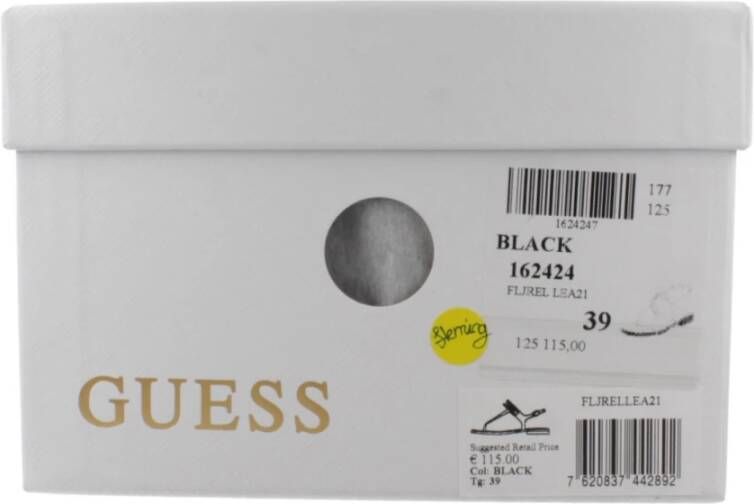 177
125
1624247
BLACK
162424
FLJREL LEA21
39
125 115,00
GUESS
FLJRELLEA21
Suggested Retail Price
€ 115.00
Col: BLACK
Tg: 39
7 620837 442892